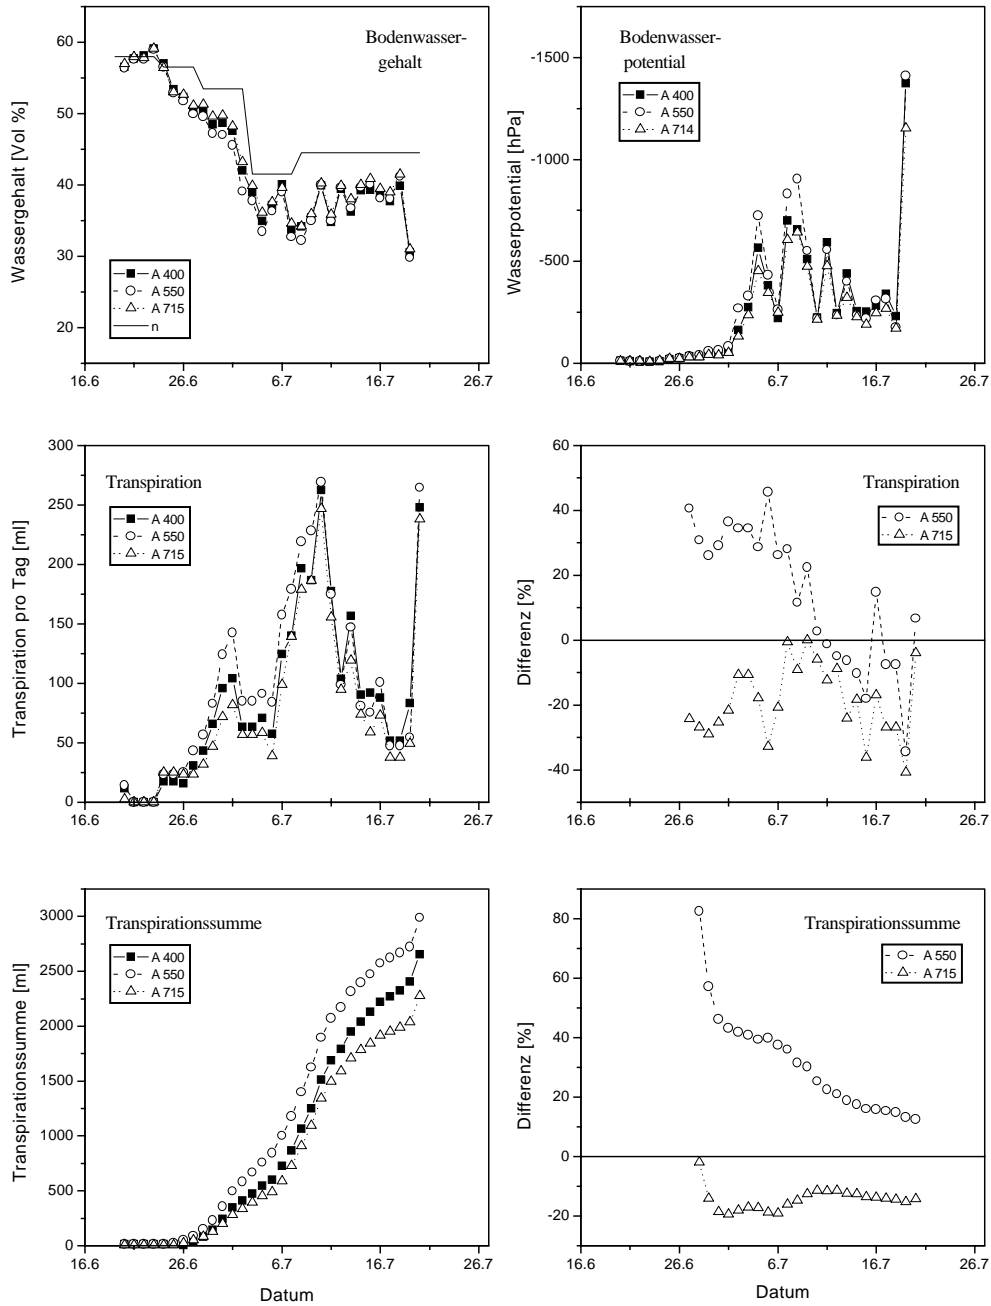 Bodenwasser-
gehalt
Wassergehalt [Vol %]
60
50
40
30
20
A 400
A 550
A 715
n
16.6
26.6
6.7
16.7
26.7
Bodenwasser-
potential
Wasserpotential [hPa]
-1500
-1000
-500
0
A 400
A 550
A 714
16.6
26.6
6.7
16.7
26.7
Transpiration
Transpiration pro Tag [ml]
300
250
200
150
100
50
0
A 400
A 550
A 715
16.6
26.6
6.7
16.7
26.7
Transpiration
Differenz [%]
60
40
20
0
-20
-40
A 550
A 715
16.6
26.6
6.7
16.7
26.7
Transpirationssumme
Transpirationssumme [ml]
3000
2500
2000
1500
1000
500
0
A 400
A 550
A 715
16.6
26.6
6.7
16.7
26.7
Datum
Transpirationssumme
Differenz [%]
80
60
40
20
0
-20
A 550
A 715
16.6
26.6
6.7
16.7
26.7
Datum